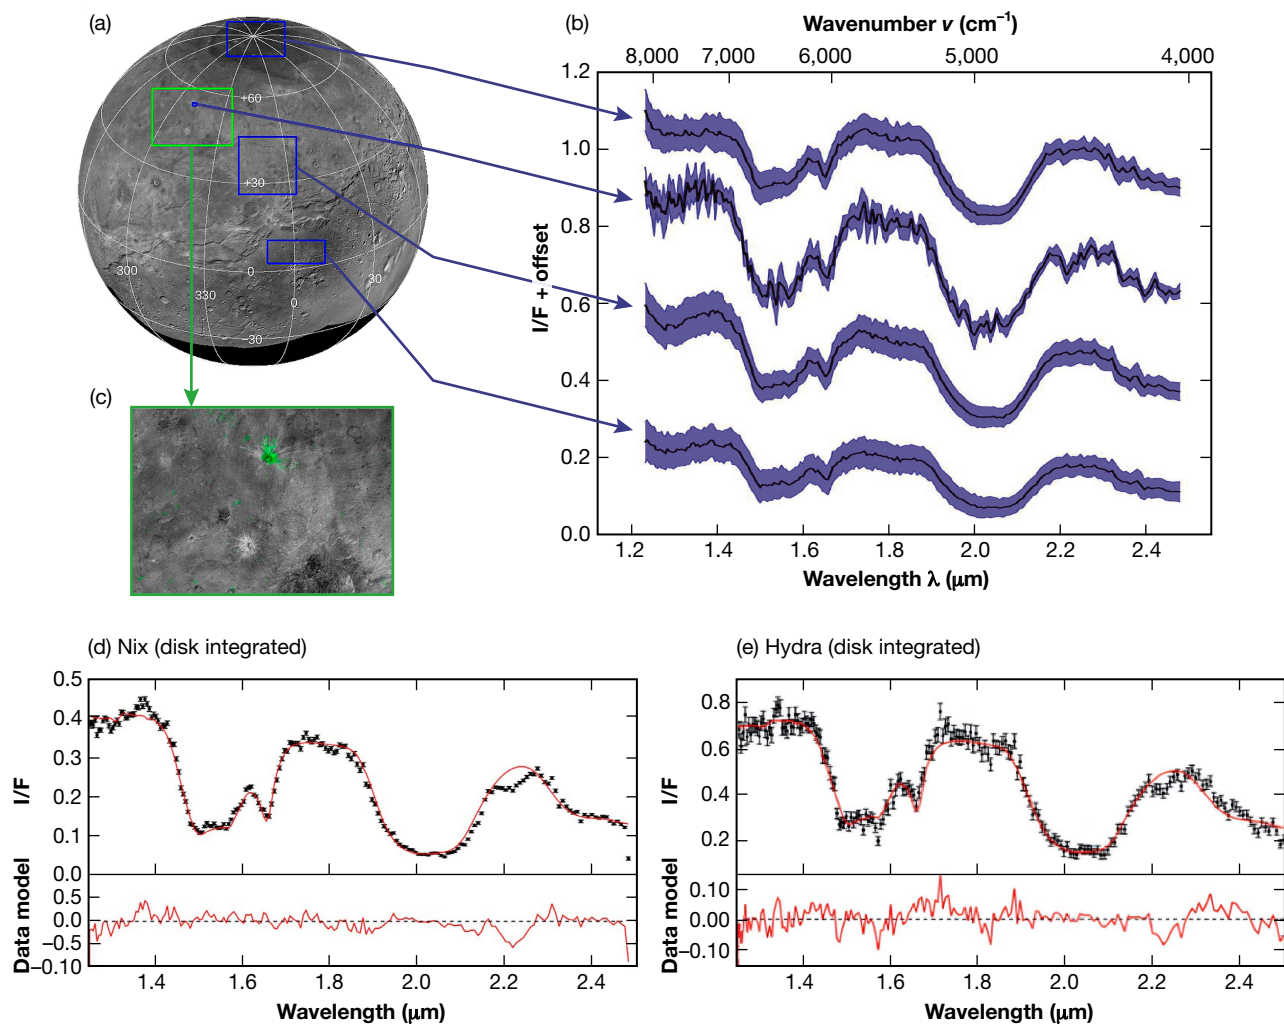 (a)
+60
+30
0
−30
300
330
0
30
(b)
Wavenumber v (cm−1)
8,000 7,000 6,000 5,000 4,000
1.2
1.0
0.8
0.6
0.4
0.2
0.0
I/F + offset
1.2 1.4 1.6 1.8 2.0 2.2 2.4
Wavelength λ (μm)
(c)
(d) Nix (disk integrated)
0.5
0.4
0.3
0.2
0.1
0.0
I/F
0.5
0.0
−0.5
−0.10
Data model
1.4 1.6 1.8 2.0 2.2 2.4
Wavelength (μm)
(e) Hydra (disk integrated)
0.8
0.6
0.4
0.2
I/F
0.10
0.00
−0.10
Data model
1.4 1.6 1.8 2.0 2.2 2.4
Wavelength (μm)